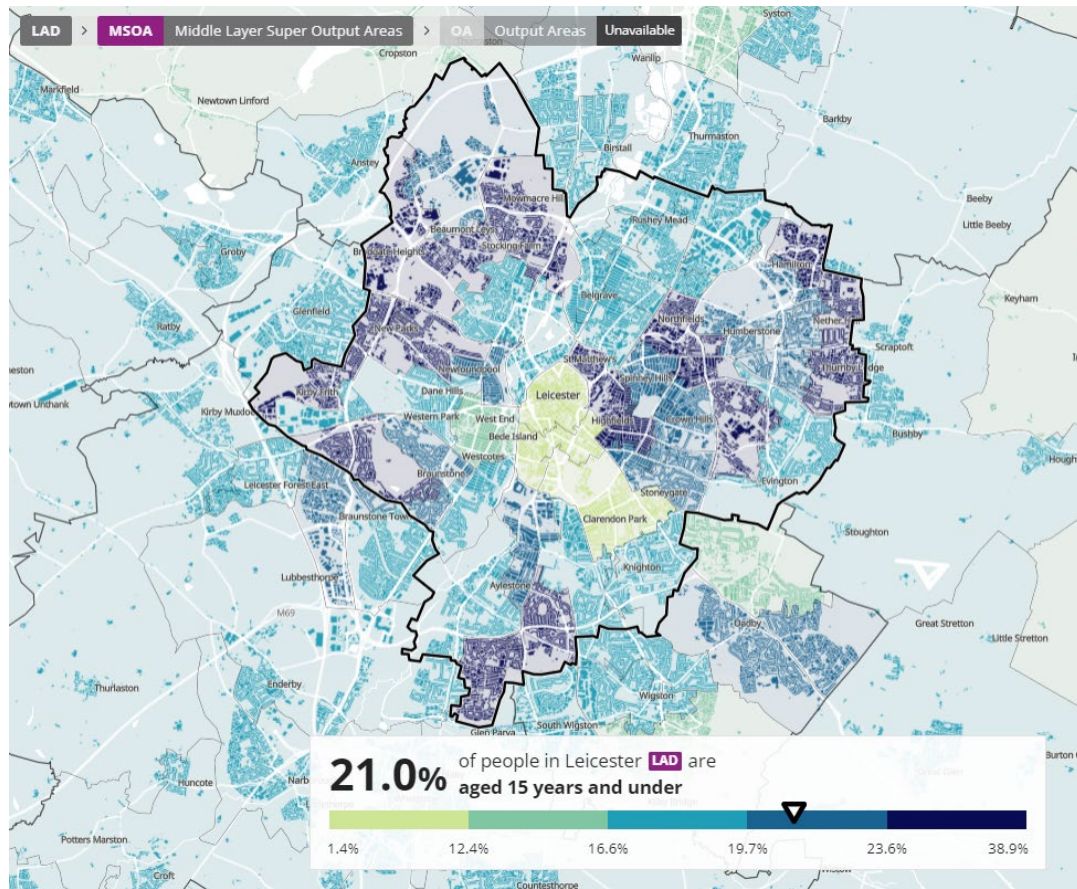 LAD > MSOA Middle Layer Super Output Areas > OA Output Areas Unavailable
Syston
Cropston
Wanlip
Markfield
Newtown Linford
Barkby
Thurmaston
Birstall
Anstey
Mowmacre Hill
Beeby
Rushey Mead
Little Beeby
Beaumont Leys
Stocking Farm
Groby
Bradgate Heights
Hamilton
Keyham
Belgrave
Glenfield
Northfields
Nether
Ratby
New Parks
Humberstone
Scraptoft
St Matthew's
Newfoundpool
Thurnby Lodge
Spinney Hills
Dane Hills
Leicester
Kirby Frith
Kirby Muxloe
Western Park
West End
Highfields
Crown Hills
Bushby
Bede Island
Westcotes
Braunstone
Leicester Forest East
Stoneygate
Evington
Braunstone Town
Clarendon Park
Stoughton
Knighton
Lubbesthorpe
Aylestone
M69
Oadby
Great Stretton
Little Stretton
Thurlaston
Enderby
Wigston
South Wigston
Glen Parva
Huncote
Potters Marston
Croft
Countesthorpe
21.0% of people in Leicester LAD are
aged 15 years and under
1.4% 12.4% 16.6% 19.7% 23.6% 38.9%